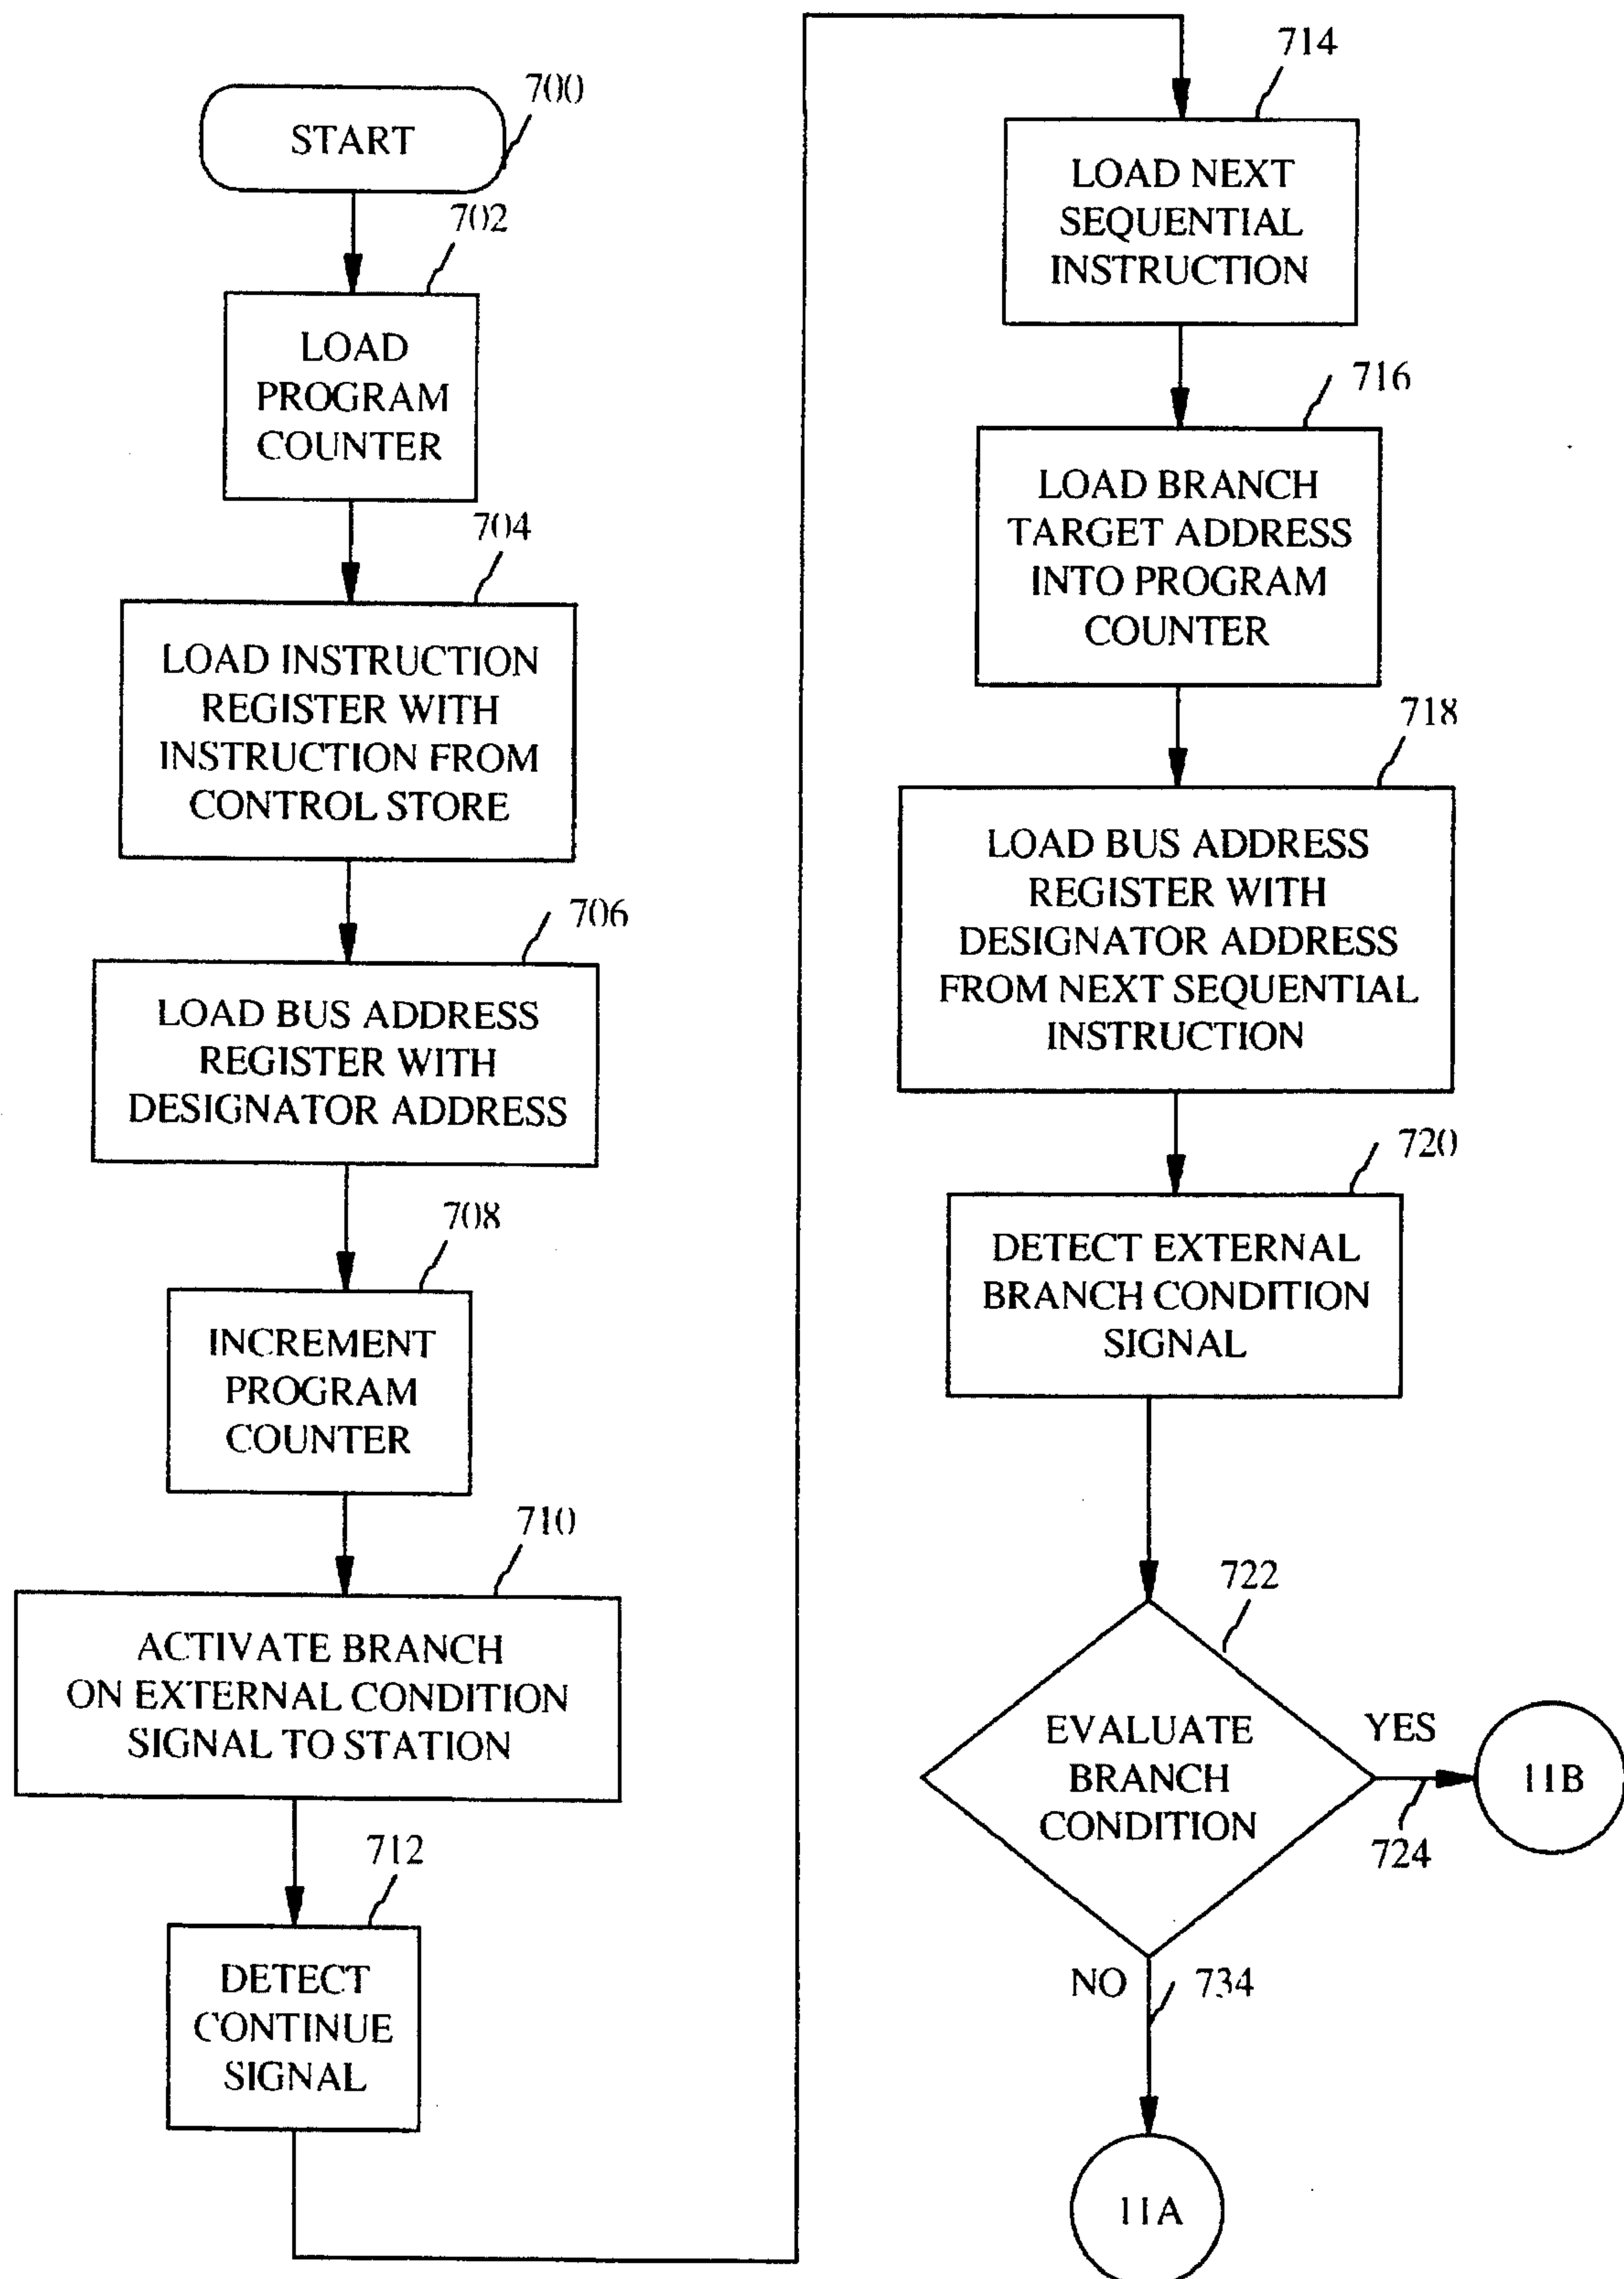 700
START
702
LOAD
PROGRAM
COUNTER
704
LOAD INSTRUCTION
REGISTER WITH
INSTRUCTION FROM
CONTROL STORE
706
LOAD BUS ADDRESS
REGISTER WITH
DESIGNATOR ADDRESS
708
INCREMENT
PROGRAM
COUNTER
710
ACTIVATE BRANCH
ON EXTERNAL CONDITION
SIGNAL TO STATION
712
DETECT
CONTINUE
SIGNAL
714
LOAD NEXT
SEQUENTIAL
INSTRUCTION
716
LOAD BRANCH
TARGET ADDRESS
INTO PROGRAM
COUNTER
718
LOAD BUS ADDRESS
REGISTER WITH
DESIGNATOR ADDRESS
FROM NEXT SEQUENTIAL
INSTRUCTION
720
DETECT EXTERNAL
BRANCH CONDITION
SIGNAL
722
EVALUATE
BRANCH
CONDITION
YES
11B
724
NO
734
11A